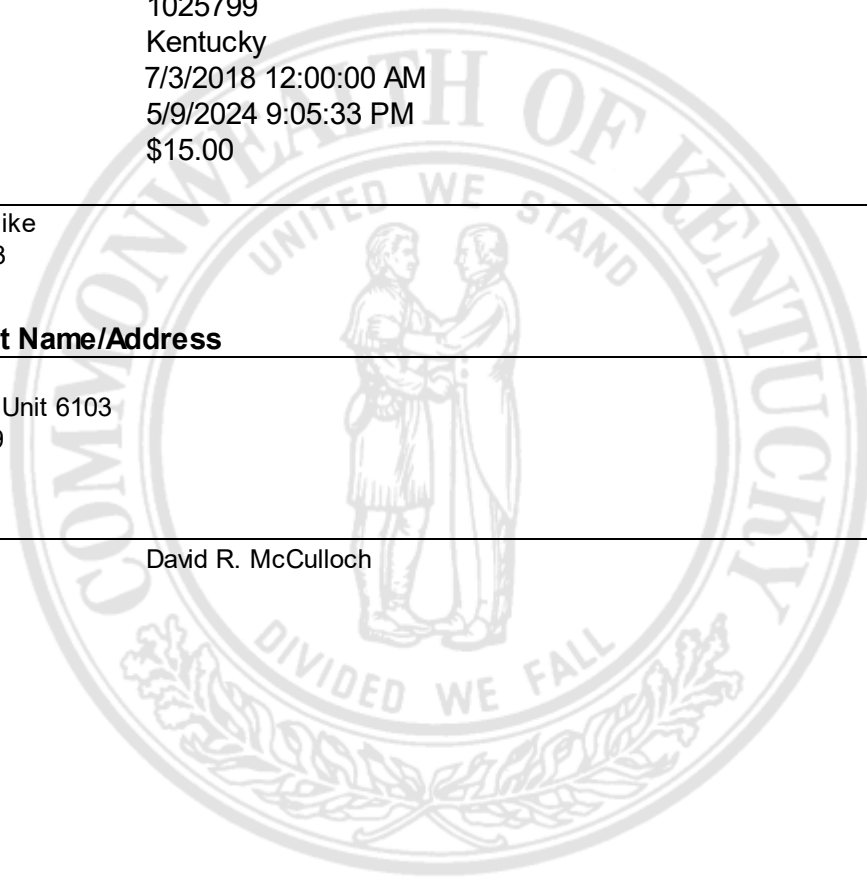 1025799
Kentucky
7/3/2018 12:00:00 AM
5/9/2024 9:05:33 PM
$15.00
ike
3
t Name/Address
Unit 6103
9
David R. McCulloch
COMMONWEALTH OF KENTUCKY
UNITED WE STAND
DIVIDED WE FALL